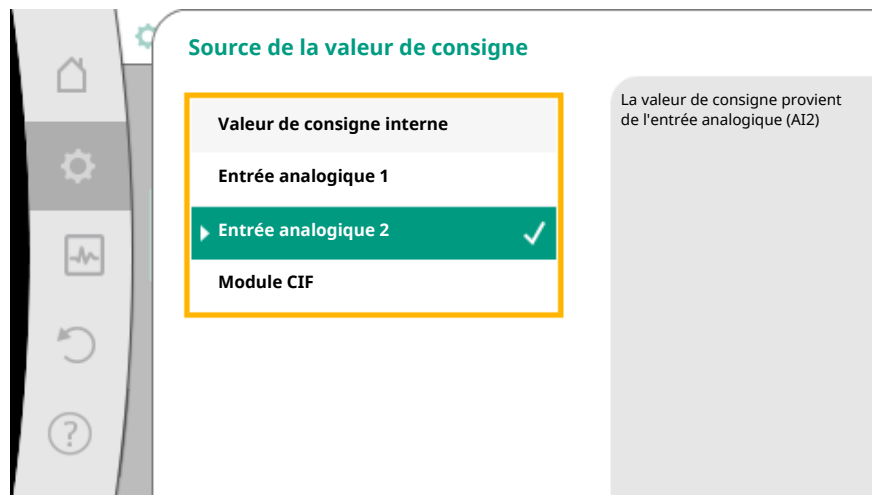 Source de la valeur de consigne
Valeur de consigne interne
Entrée analogique 1
Entrée analogique 2
Module CIF
La valeur de consigne provient
de l'entrée analogique (AI2)
?